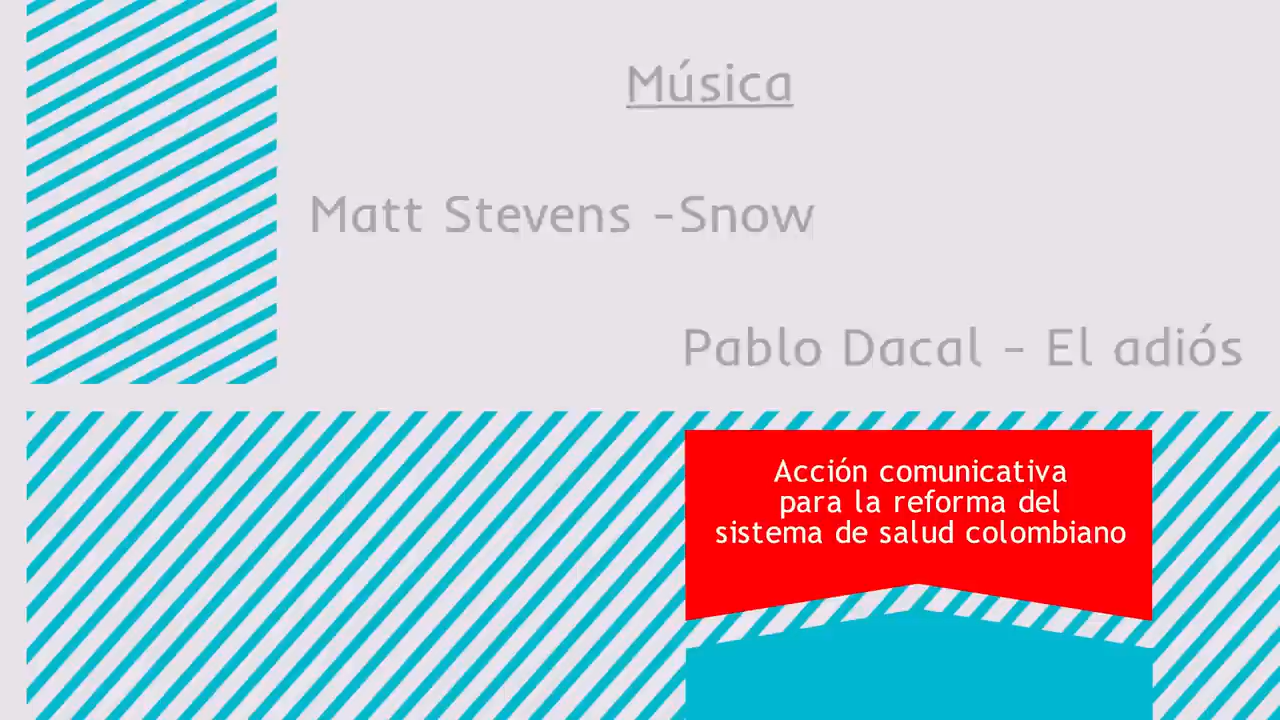 Música
Matt Stevens -Snow
Pablo Dacal - El adiós
Acción comunicativa
para la reforma del
sistema de salud colombiano